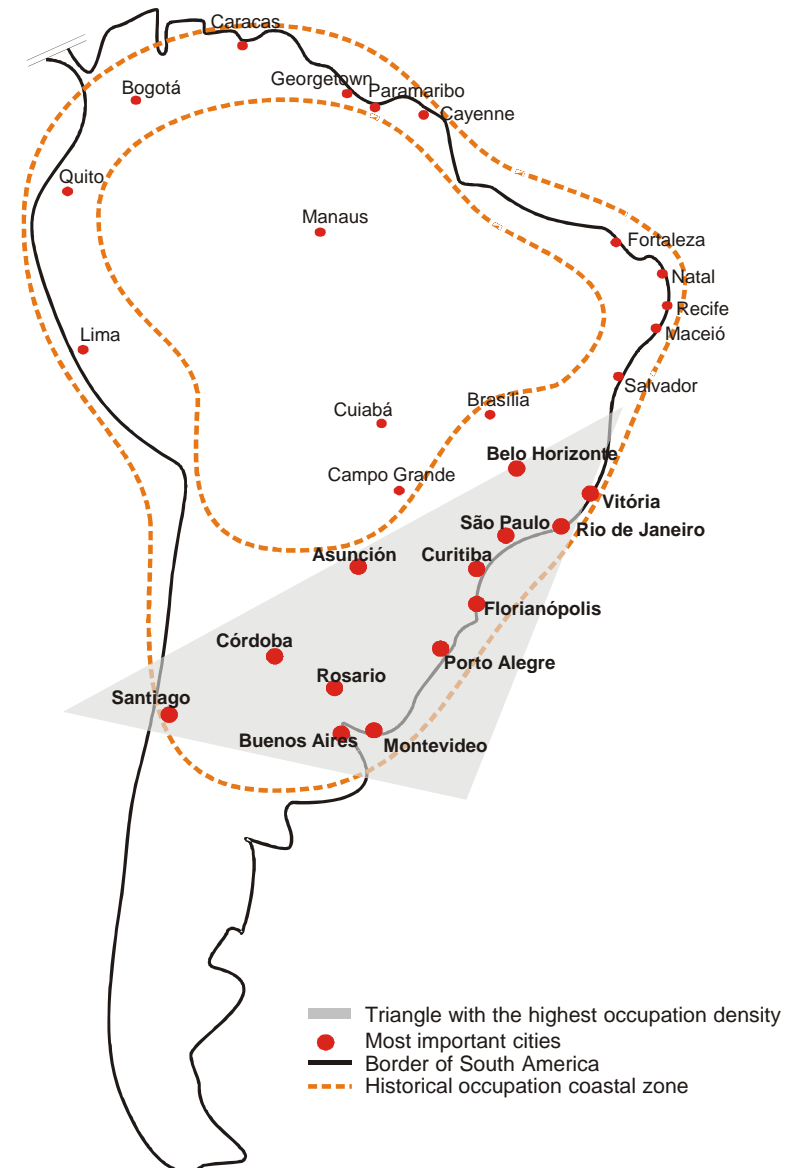 Caracas
Bogotá
Georgetown
Paramaribo
Cayenne
Quito
Manaus
Fortaleza
Natal
Recife
Maceió
Lima
Salvador
Cuiabá
Brasília
Belo Horizonte
Campo Grande
Vitória
São Paulo
Rio de Janeiro
Asunción
Curitiba
Florianópolis
Córdoba
Porto Alegre
Rosario
Santiago
Buenos Aires
Montevideo
Triangle with the highest occupation density
Most important cities
Border of South America
Historical occupation coastal zone